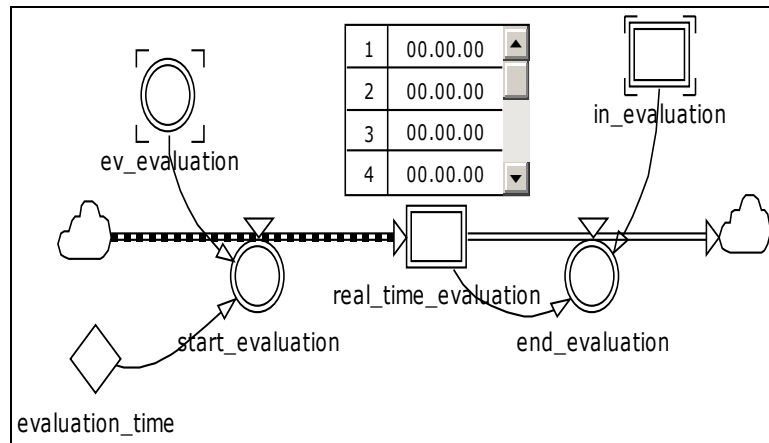 1 00.00.00
2 00.00.00
3 00.00.00
4 00.00.00
ev_evaluation
in_evaluation
real_time_evaluation
start_evaluation
end_evaluation
evaluation_time